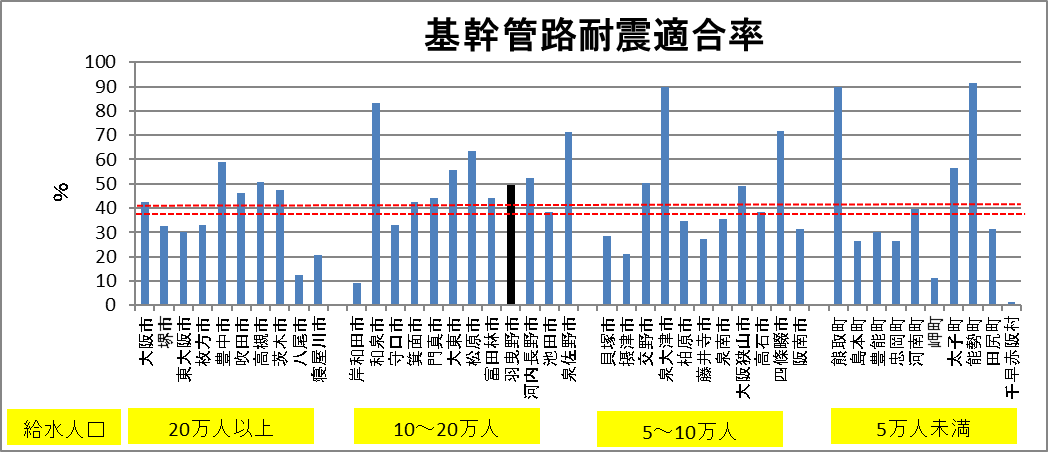 基幹管路耐震適合率
%
100
90
80
70
60
50
40
30
20
10
0
大阪市
堺市
東大阪市
枚方市
豊中市
吹田市
高槻市
茨木市
八尾市
寝屋川市
岸和田市
和泉市
守口市
箕面市
門真市
大東市
松原市
富田林市
羽曳野市
河内長野市
池田市
泉佐野市
貝塚市
摂津市
交野市
泉大津市
柏原市
藤井寺市
泉南市
大阪狭山市
高石市
四條畷市
阪南市
熊取町
島本町
豊能町
忠岡町
河南町
岬町
太子町
能勢町
田尻町
千早赤阪村
給水人口
20万人以上
10～20万人
5～10万人
5万人未満